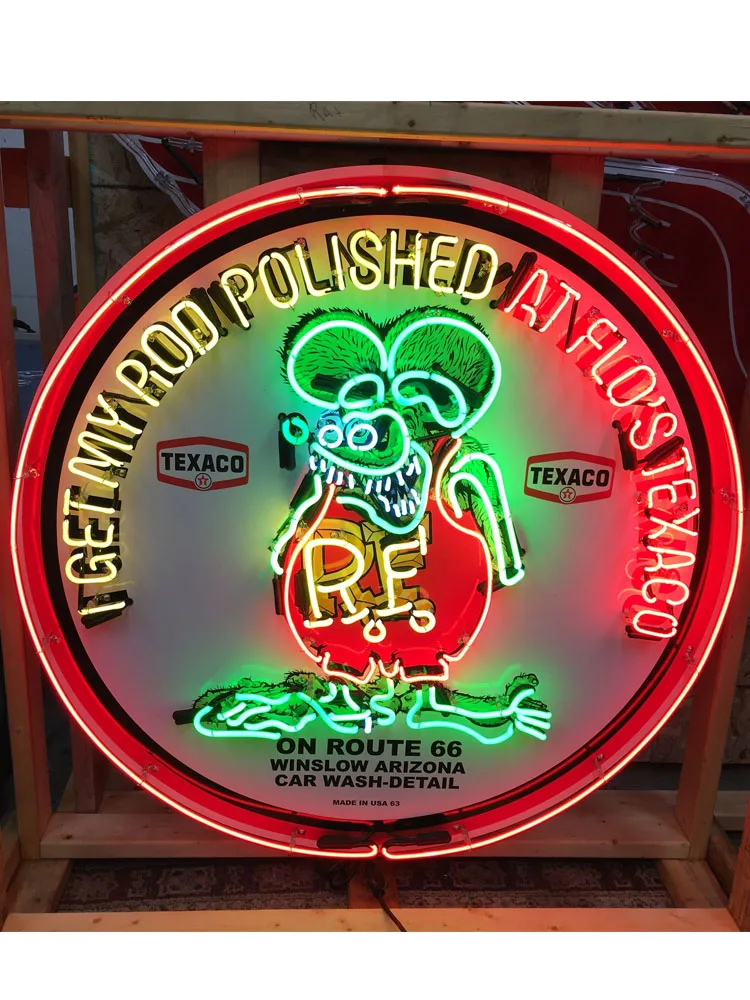 I GET MY ROD POLISHED AT FLO'S TEXACO
TEXACO
T
TEXACO
T
R.F.
ON ROUTE 66
WINSLOW ARIZONA
CAR WASH-DETAIL
MADE IN USA 63